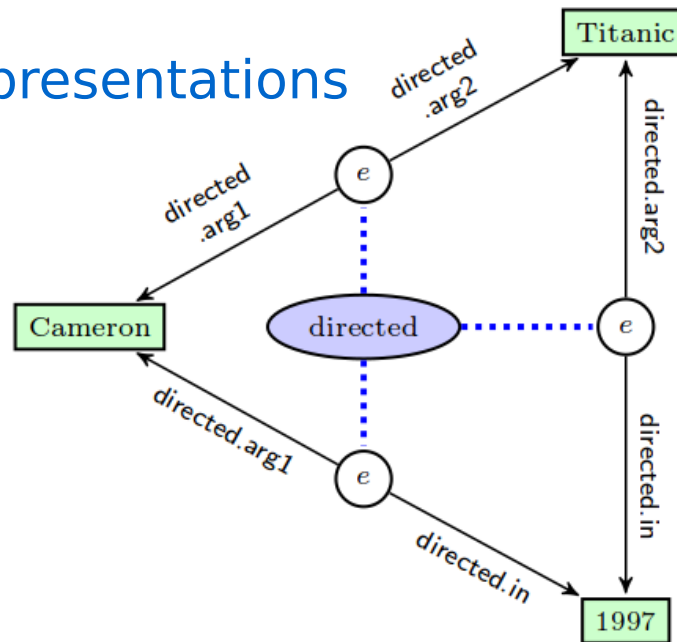 Titanic
presentations
directed
.arg2
e
directed
.arg1
directed.arg2
Cameron
directed
e
directed.arg1
directed.in
e
directed.in
1997